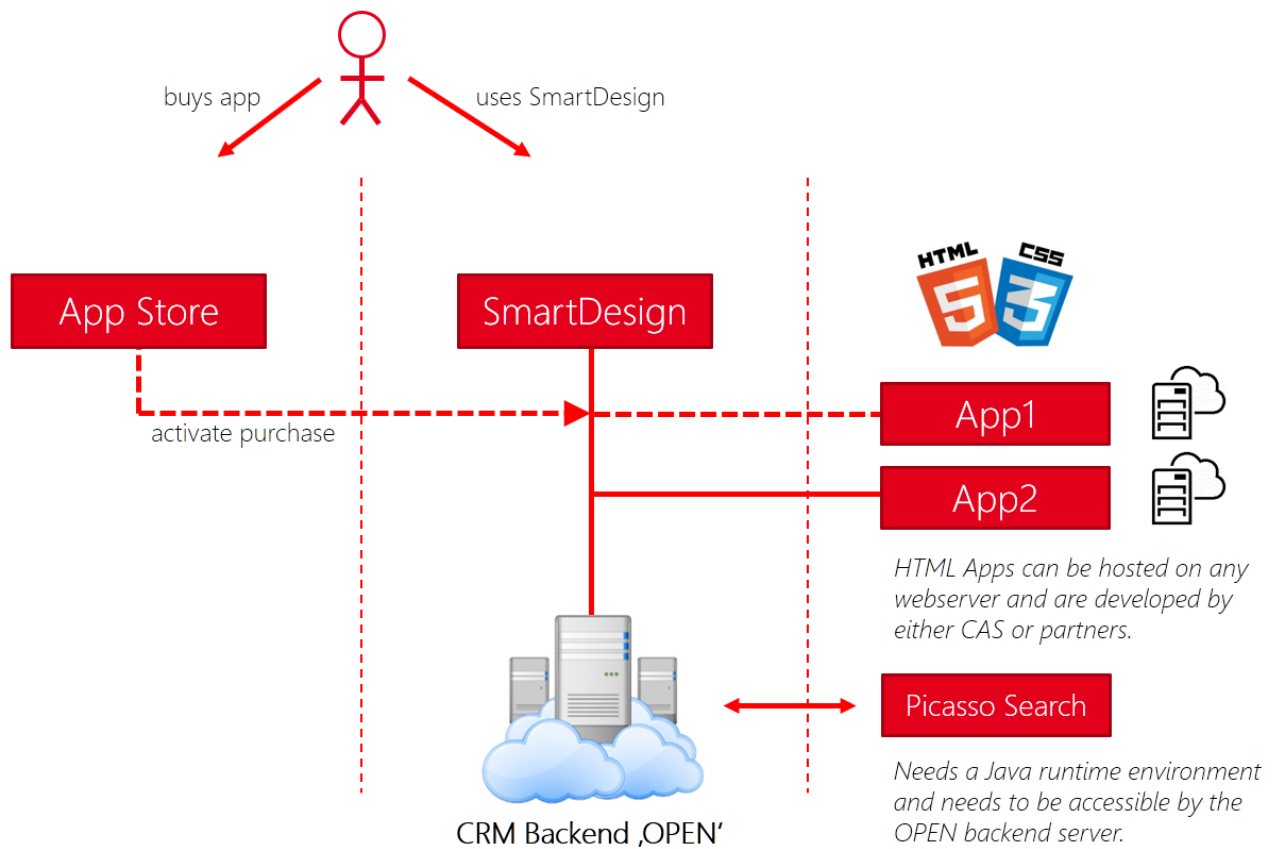 buys app
uses SmartDesign
HTML
CSS
5
3
App Store
SmartDesign
activate purchase
App1
App2
HTML Apps can be hosted on any
webserver and are developed by
either CAS or partners.
Picasso Search
Needs a Java runtime environment
and needs to be accessible by the
OPEN backend server.
CRM Backend ‚OPEN‘